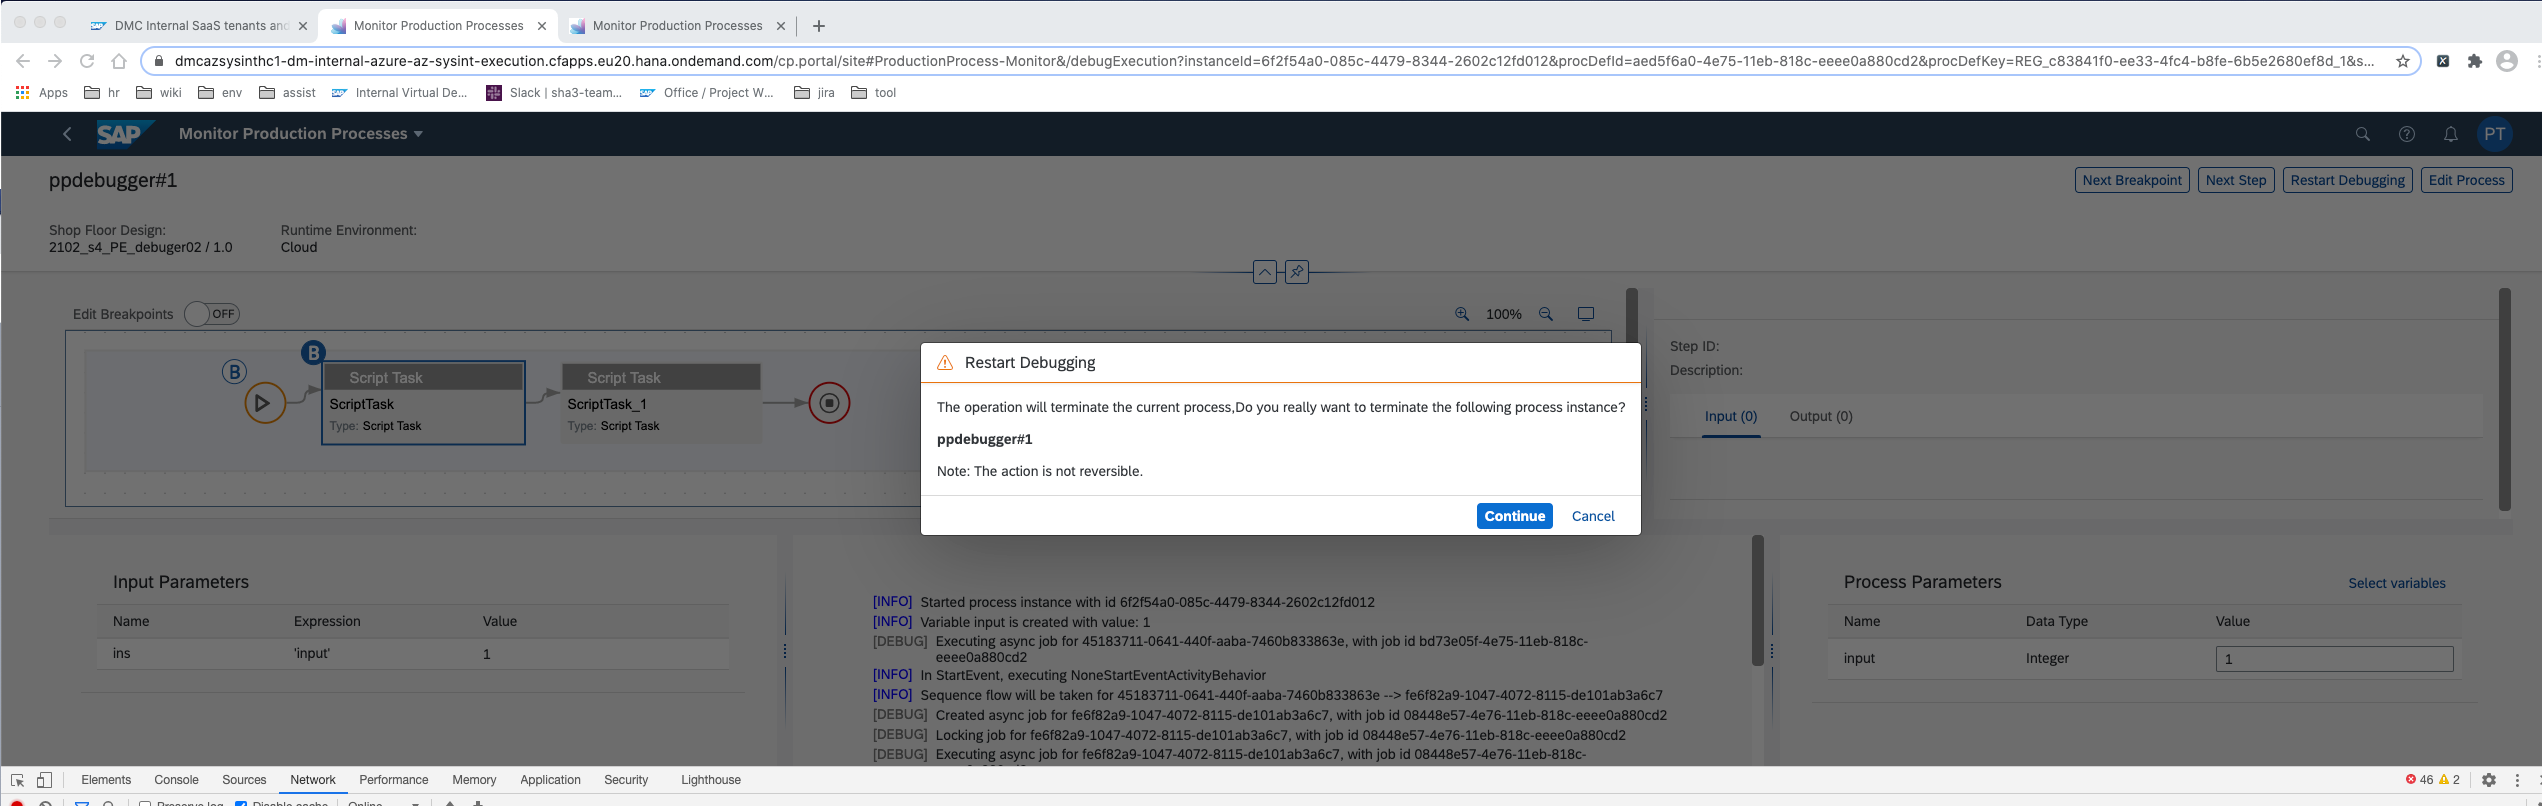 DMC Internal SaaS tenants and
Monitor Production Processes
Monitor Production Processes
dmcazsysinthc1-dm-internal-azure-az-sysint-execution.cfapps.eu20.hana.ondemand.com/cp.portal/site#ProductionProcess-Monitor&/debugExecution?instanceId=6f2f54a0-085c-4479-8344-2602c12fd012&procDefId=aed5f6a0-4e75-11eb-818c-eeee0a880cd2&procDefKey=REG_c83841f0-ee33-4fc4-b8fe-6b5e2680ef8d_1&s...
Apps hr wiki env assist Internal Virtual De... Slack | sha3-team... Office / Project W... jira tool
SAP Monitor Production Processes PT
ppdebugger#1
Next Breakpoint Next Step Restart Debugging Edit Process
Shop Floor Design: Runtime Environment:
2102_s4_PE_debuger02 / 1.0 Cloud
Edit Breakpoints OFF 100%
B
B
Script Task Script Task
ScriptTask ScriptTask_1
Type: Script Task Type: Script Task
Step ID:
Description:
Input (0) Output (0)
Restart Debugging
The operation will terminate the current process,Do you really want to terminate the following process instance?
ppdebugger#1
Note: The action is not reversible.
Continue Cancel
Input Parameters
Name Expression Value
ins 'input' 1
[INFO] Started process instance with id 6f2f54a0-085c-4479-8344-2602c12fd012
[INFO] Variable input is created with value: 1
[DEBUG] Executing async job for 45183711-0641-440f-aaba-7460b833863e, with job id bd73e05f-4e75-11eb-818c-
eeee0a880cd2
[INFO] In StartEvent, executing NoneStartEventActivityBehavior
[INFO] Sequence flow will be taken for 45183711-0641-440f-aaba-7460b833863e --> fe6f82a9-1047-4072-8115-de101ab3a6c7
[DEBUG] Created async job for fe6f82a9-1047-4072-8115-de101ab3a6c7, with job id 08448e57-4e76-11eb-818c-eeee0a880cd2
[DEBUG] Locking job for fe6f82a9-1047-4072-8115-de101ab3a6c7, with job id 08448e57-4e76-11eb-818c-eeee0a880cd2
[DEBUG] Executing async job for fe6f82a9-1047-4072-8115-de101ab3a6c7, with job id 08448e57-4e76-11eb-818c-
Process Parameters Select variables
Name Data Type Value
input Integer 1
Elements Console Sources Network Performance Memory Application Security Lighthouse 46 2
Preserve log Disable cache Online